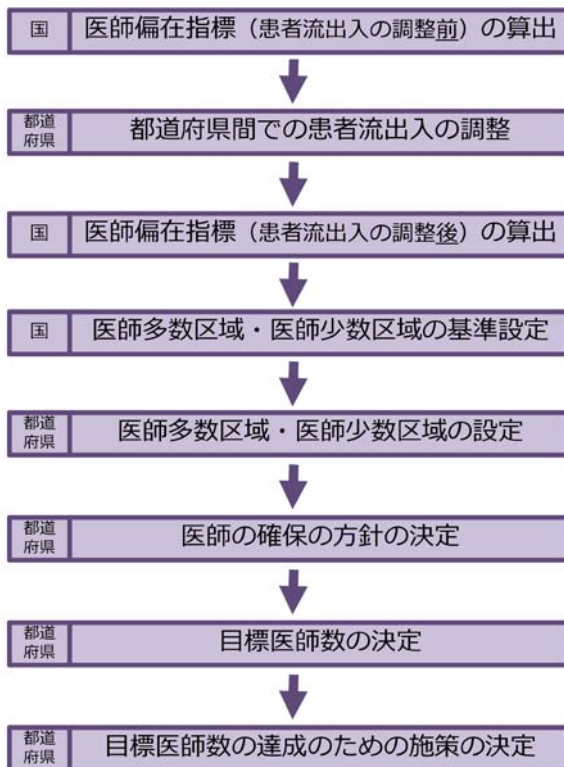 国 医師偏在指標（患者流出入の調整前）の算出
都道
府県
都道府県間での患者流出入の調整
国 医師偏在指標（患者流出入の調整後）の算出
国 医師多数区域・医師少数区域の基準設定
都道
府県
医師多数区域・医師少数区域の設定
都道
府県
医師の確保の方針の決定
都道
府県
目標医師数の決定
都道
府県
目標医師数の達成のための施策の決定